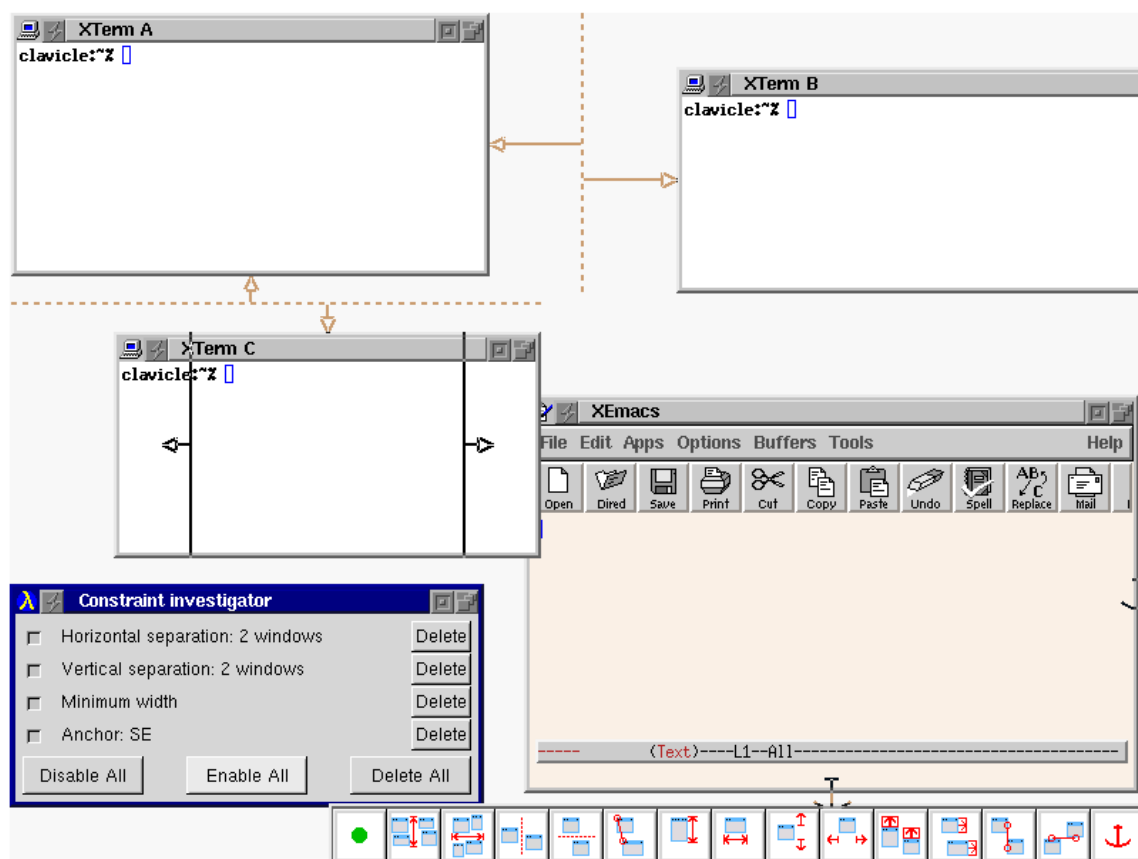 XTerm A
clavicle:~%
XTerm B
clavicle:~%
XTerm C
clavicle:~%
XEmacs
File Edit Apps Options Buffers Tools Help
Open Dired Save Print Cut Copy Paste Undo Spell Replace Mail
----- (Text)----L1--All--------------------------------------
Constraint investigator
Horizontal separation: 2 windows Delete
Vertical separation: 2 windows Delete
Minimum width Delete
Anchor: SE Delete
Disable All Enable All Delete All